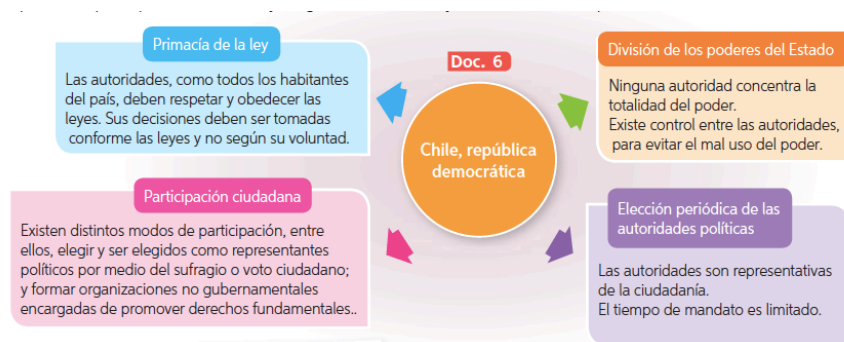 Primacía de la ley
Las autoridades, como todos los habitantes
del país, deben respetar y obedecer las
leyes. Sus decisiones deben ser tomadas
conforme las leyes y no según su voluntad.
Doc. 6
Chile, república
democrática
División de los poderes del Estado
Ninguna autoridad concentra la
totalidad del poder.
Existe control entre las autoridades,
para evitar el mal uso del poder.
Participación ciudadana
Existen distintos modos de participación, entre
ellos, elegir y ser elegidos como representantes
políticos por medio del sufragio o voto ciudadano;
y formar organizaciones no gubernamentales
encargadas de promover derechos fundamentales..
Elección periódica de las
autoridades políticas
Las autoridades son representativas
de la ciudadanía.
El tiempo de mandato es limitado.